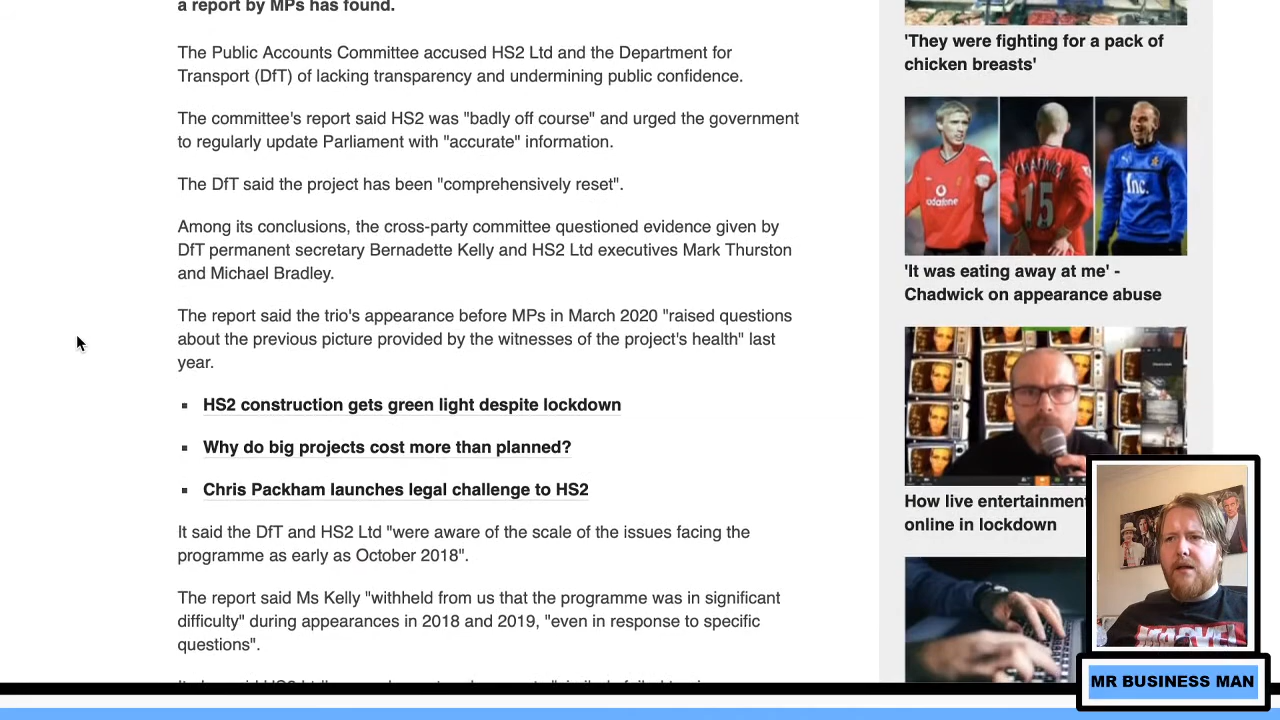 a report by MPs has found.
The Public Accounts Committee accused HS2 Ltd and the Department for
Transport (DfT) of lacking transparency and undermining public confidence.
The committee's report said HS2 was "badly off course" and urged the government
to regularly update Parliament with "accurate" information.
The DfT said the project has been "comprehensively reset".
Among its conclusions, the cross-party committee questioned evidence given by
DfT permanent secretary Bernadette Kelly and HS2 Ltd executives Mark Thurston
and Michael Bradley.
The report said the trio's appearance before MPs in March 2020 "raised questions
about the previous picture provided by the witnesses of the project's health" last
year.
HS2 construction gets green light despite lockdown
Why do big projects cost more than planned?
Chris Packham launches legal challenge to HS2
It said the DfT and HS2 Ltd "were aware of the scale of the issues facing the
programme as early as October 2018".
The report said Ms Kelly "withheld from us that the programme was in significant
difficulty" during appearances in 2018 and 2019, "even in response to specific
questions".
'They were fighting for a pack of
chicken breasts'
vodafone
CHADWICK
15
Inc.
'It was eating away at me' -
Chadwick on appearance abuse
How live entertainment
online in lockdown
MARVEL
MR BUSINESS MAN